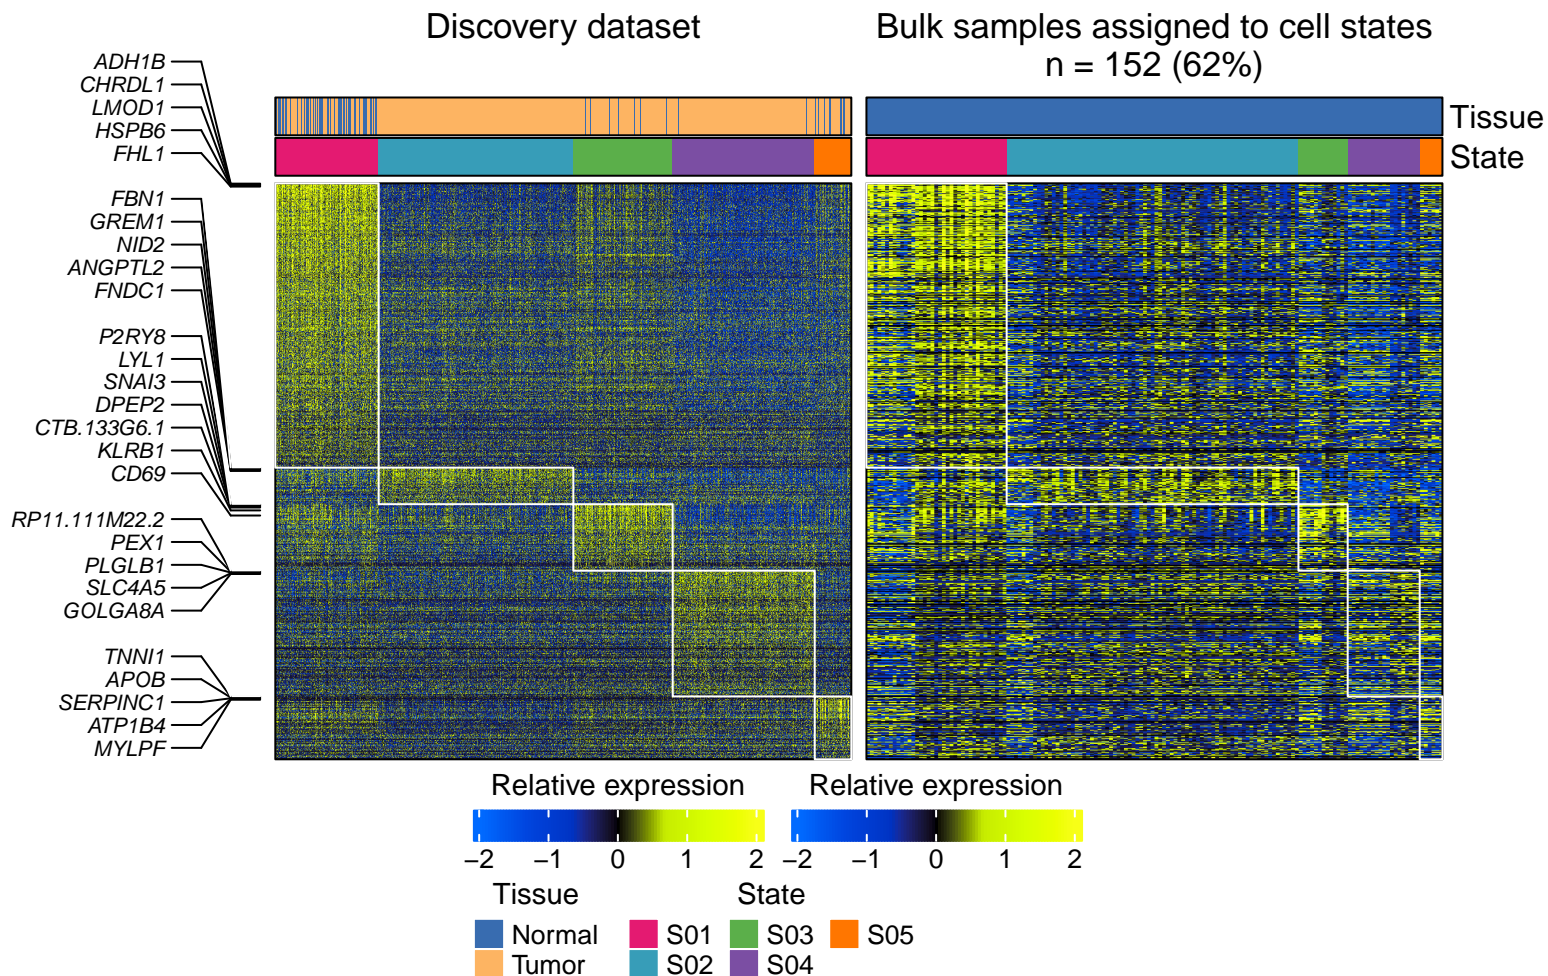 Discovery dataset
Bulk samples assigned to cell states
n = 152 (62%)
Tissue
State
ADH1B
CHRDL1
LMOD1
HSPB6
FHL1
FBN1
GREM1
NID2
ANGPTL2
FNDC1
P2RY8
LYL1
SNAI3
DPEP2
CTB.133G6.1
KLRB1
CD69
RP11.111M22.2
PEX1
PLGLB1
SLC4A5
GOLGA8A
TNNI1
APOB
SERPINC1
ATP1B4
MYLPF
Relative expression
−2 −1 0 1 2
Relative expression
−2 −1 0 1 2
Tissue
Normal
Tumor
State
S01 S03 S05
S02 S04